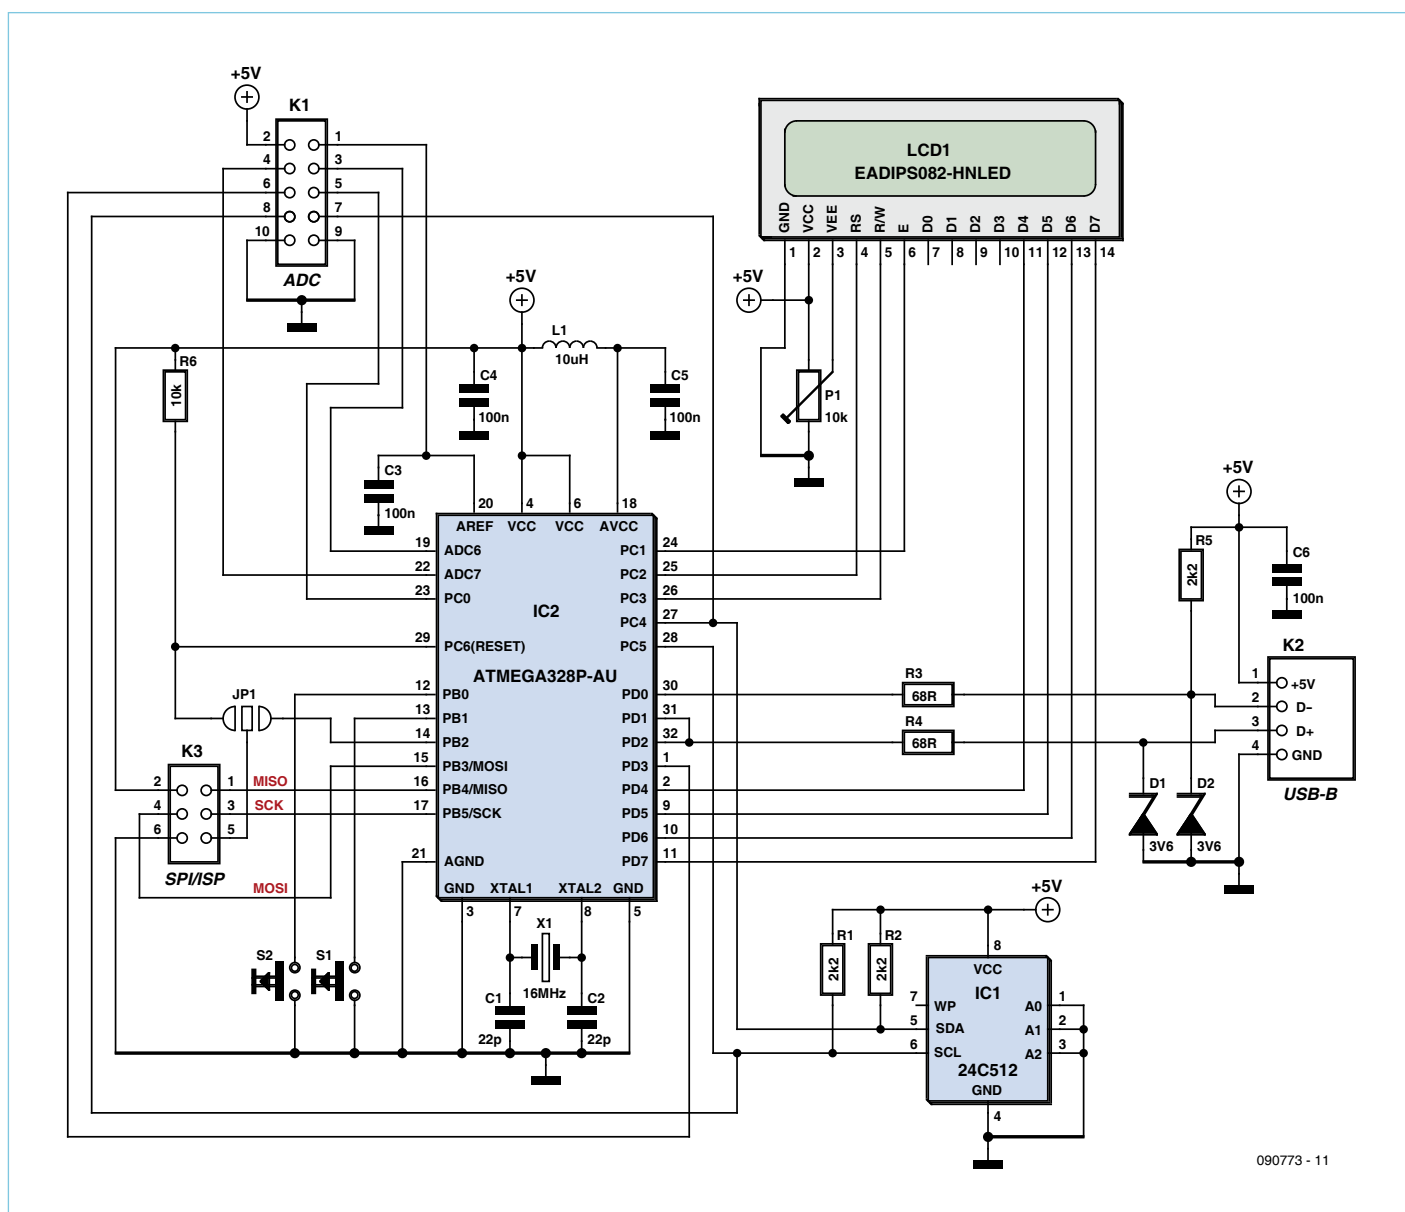 +5V
K1
2 1
4 3
6 5
8 7
10 9
ADC
LCD1
EADIPS082-HNLED
GND VCC VEE RS R/W E D0 D1 D2 D3 D4 D5 D6 D7
1 2 3 4 5 6 7 8 9 10 11 12 13 14
+5V
+5V
L1
10uH
R6
10k
C4
100n
C5
100n
P1
10k
C3
100n
+5V
R5
2k2
C6
100n
20 4 6 18
AREF VCC VCC AVCC
19 ADC6 PC1 24
22 ADC7 PC2 25
23 PC0 PC3 26
IC2
PC4 27
29 PC6(RESET) PC5 28
ATMEGA328P-AU
12 PB0 PD0 30
13 PB1 PD1 31
14 PB2 PD2 32
15 PB3/MOSI PD3 1
16 PB4/MISO PD4 2
17 PB5/SCK PD5 9
PD6 10
21 AGND PD7 11
GND XTAL1 XTAL2 GND
3 7 8 5
R3
68R
R4
68R
K2
1 +5V
2 D–
3 D+
4 GND
USB-B
D1
3V6
D2
3V6
JP1
K3
2 1 MISO
4 3 SCK
6 5
SPI/ISP
MOSI
S2 S1
X1
16MHz
C1
22p
C2
22p
+5V
R1
2k2
R2
2k2
8
VCC
IC1
7 WP A0 1
5 SDA A1 2
6 SCL A2 3
24C512
GND
4
090773 - 11